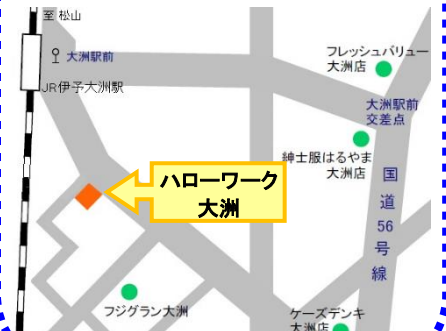 至 松山
大洲駅前
JR伊予大洲駅
フレッシュバリュー
大洲店
大洲駅前
交差点
紳士服はるやま
大洲店
ハローワーク
大洲
国道56号線
フジグラン大洲
ケーズデンキ
大洲店